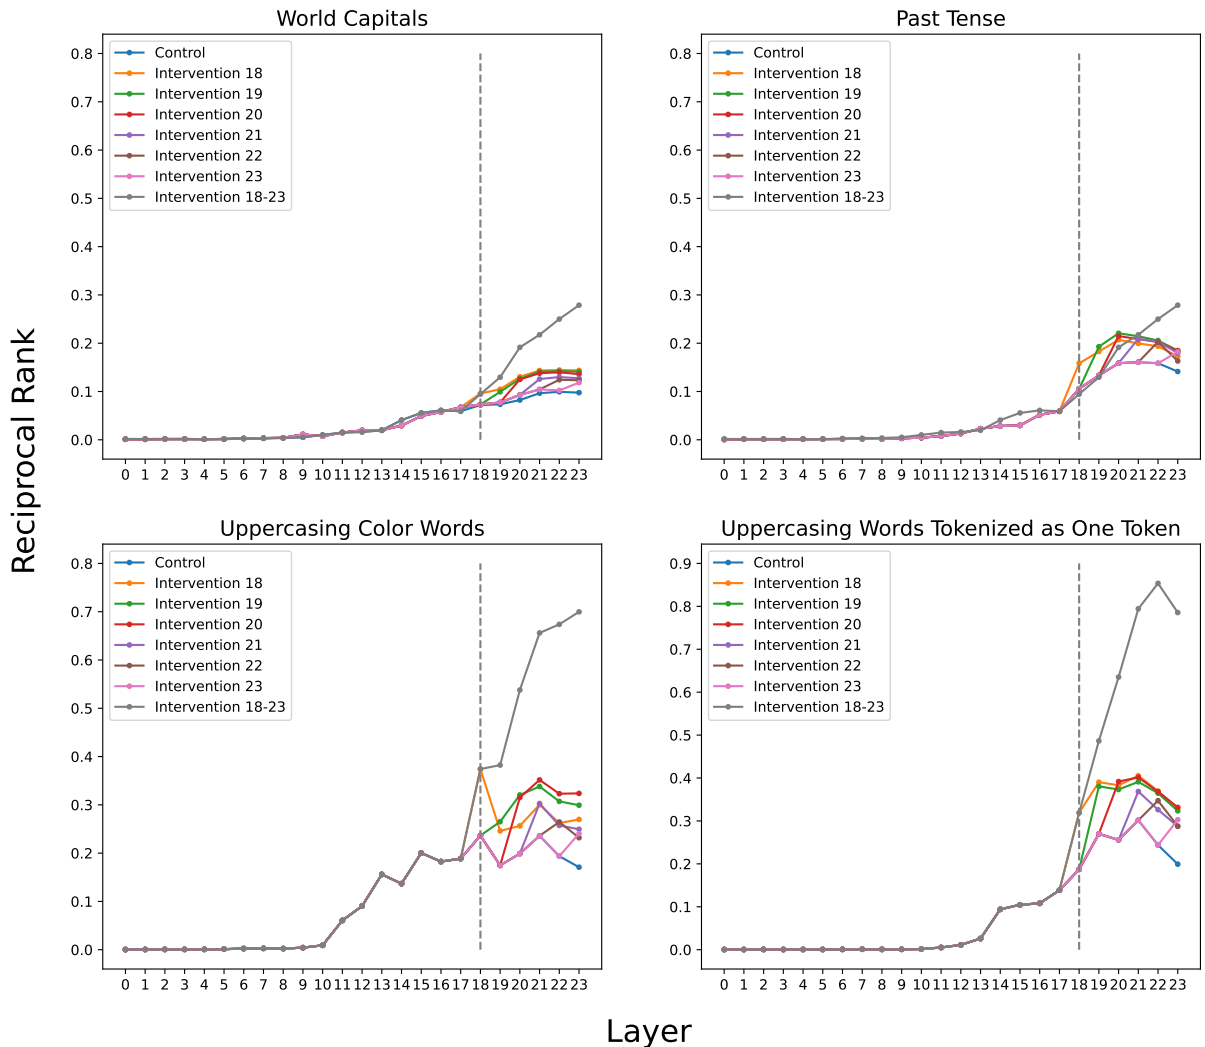 World Capitals
0.8
0.7
0.6
0.5
0.4
0.3
0.2
0.1
0.0
Control
Intervention 18
Intervention 19
Intervention 20
Intervention 21
Intervention 22
Intervention 23
Intervention 18-23
0 1 2 3 4 5 6 7 8 9 10 11 12 13 14 15 16 17 18 19 20 21 22 23
Past Tense
0.8
0.7
0.6
0.5
0.4
0.3
0.2
0.1
0.0
Control
Intervention 18
Intervention 19
Intervention 20
Intervention 21
Intervention 22
Intervention 23
Intervention 18-23
0 1 2 3 4 5 6 7 8 9 10 11 12 13 14 15 16 17 18 19 20 21 22 23
Reciprocal Rank
Uppercasing Color Words
0.8
0.7
0.6
0.5
0.4
0.3
0.2
0.1
0.0
Control
Intervention 18
Intervention 19
Intervention 20
Intervention 21
Intervention 22
Intervention 23
Intervention 18-23
0 1 2 3 4 5 6 7 8 9 10 11 12 13 14 15 16 17 18 19 20 21 22 23
Uppercasing Words Tokenized as One Token
0.9
0.8
0.7
0.6
0.5
0.4
0.3
0.2
0.1
0.0
Control
Intervention 18
Intervention 19
Intervention 20
Intervention 21
Intervention 22
Intervention 23
Intervention 18-23
0 1 2 3 4 5 6 7 8 9 10 11 12 13 14 15 16 17 18 19 20 21 22 23
Layer